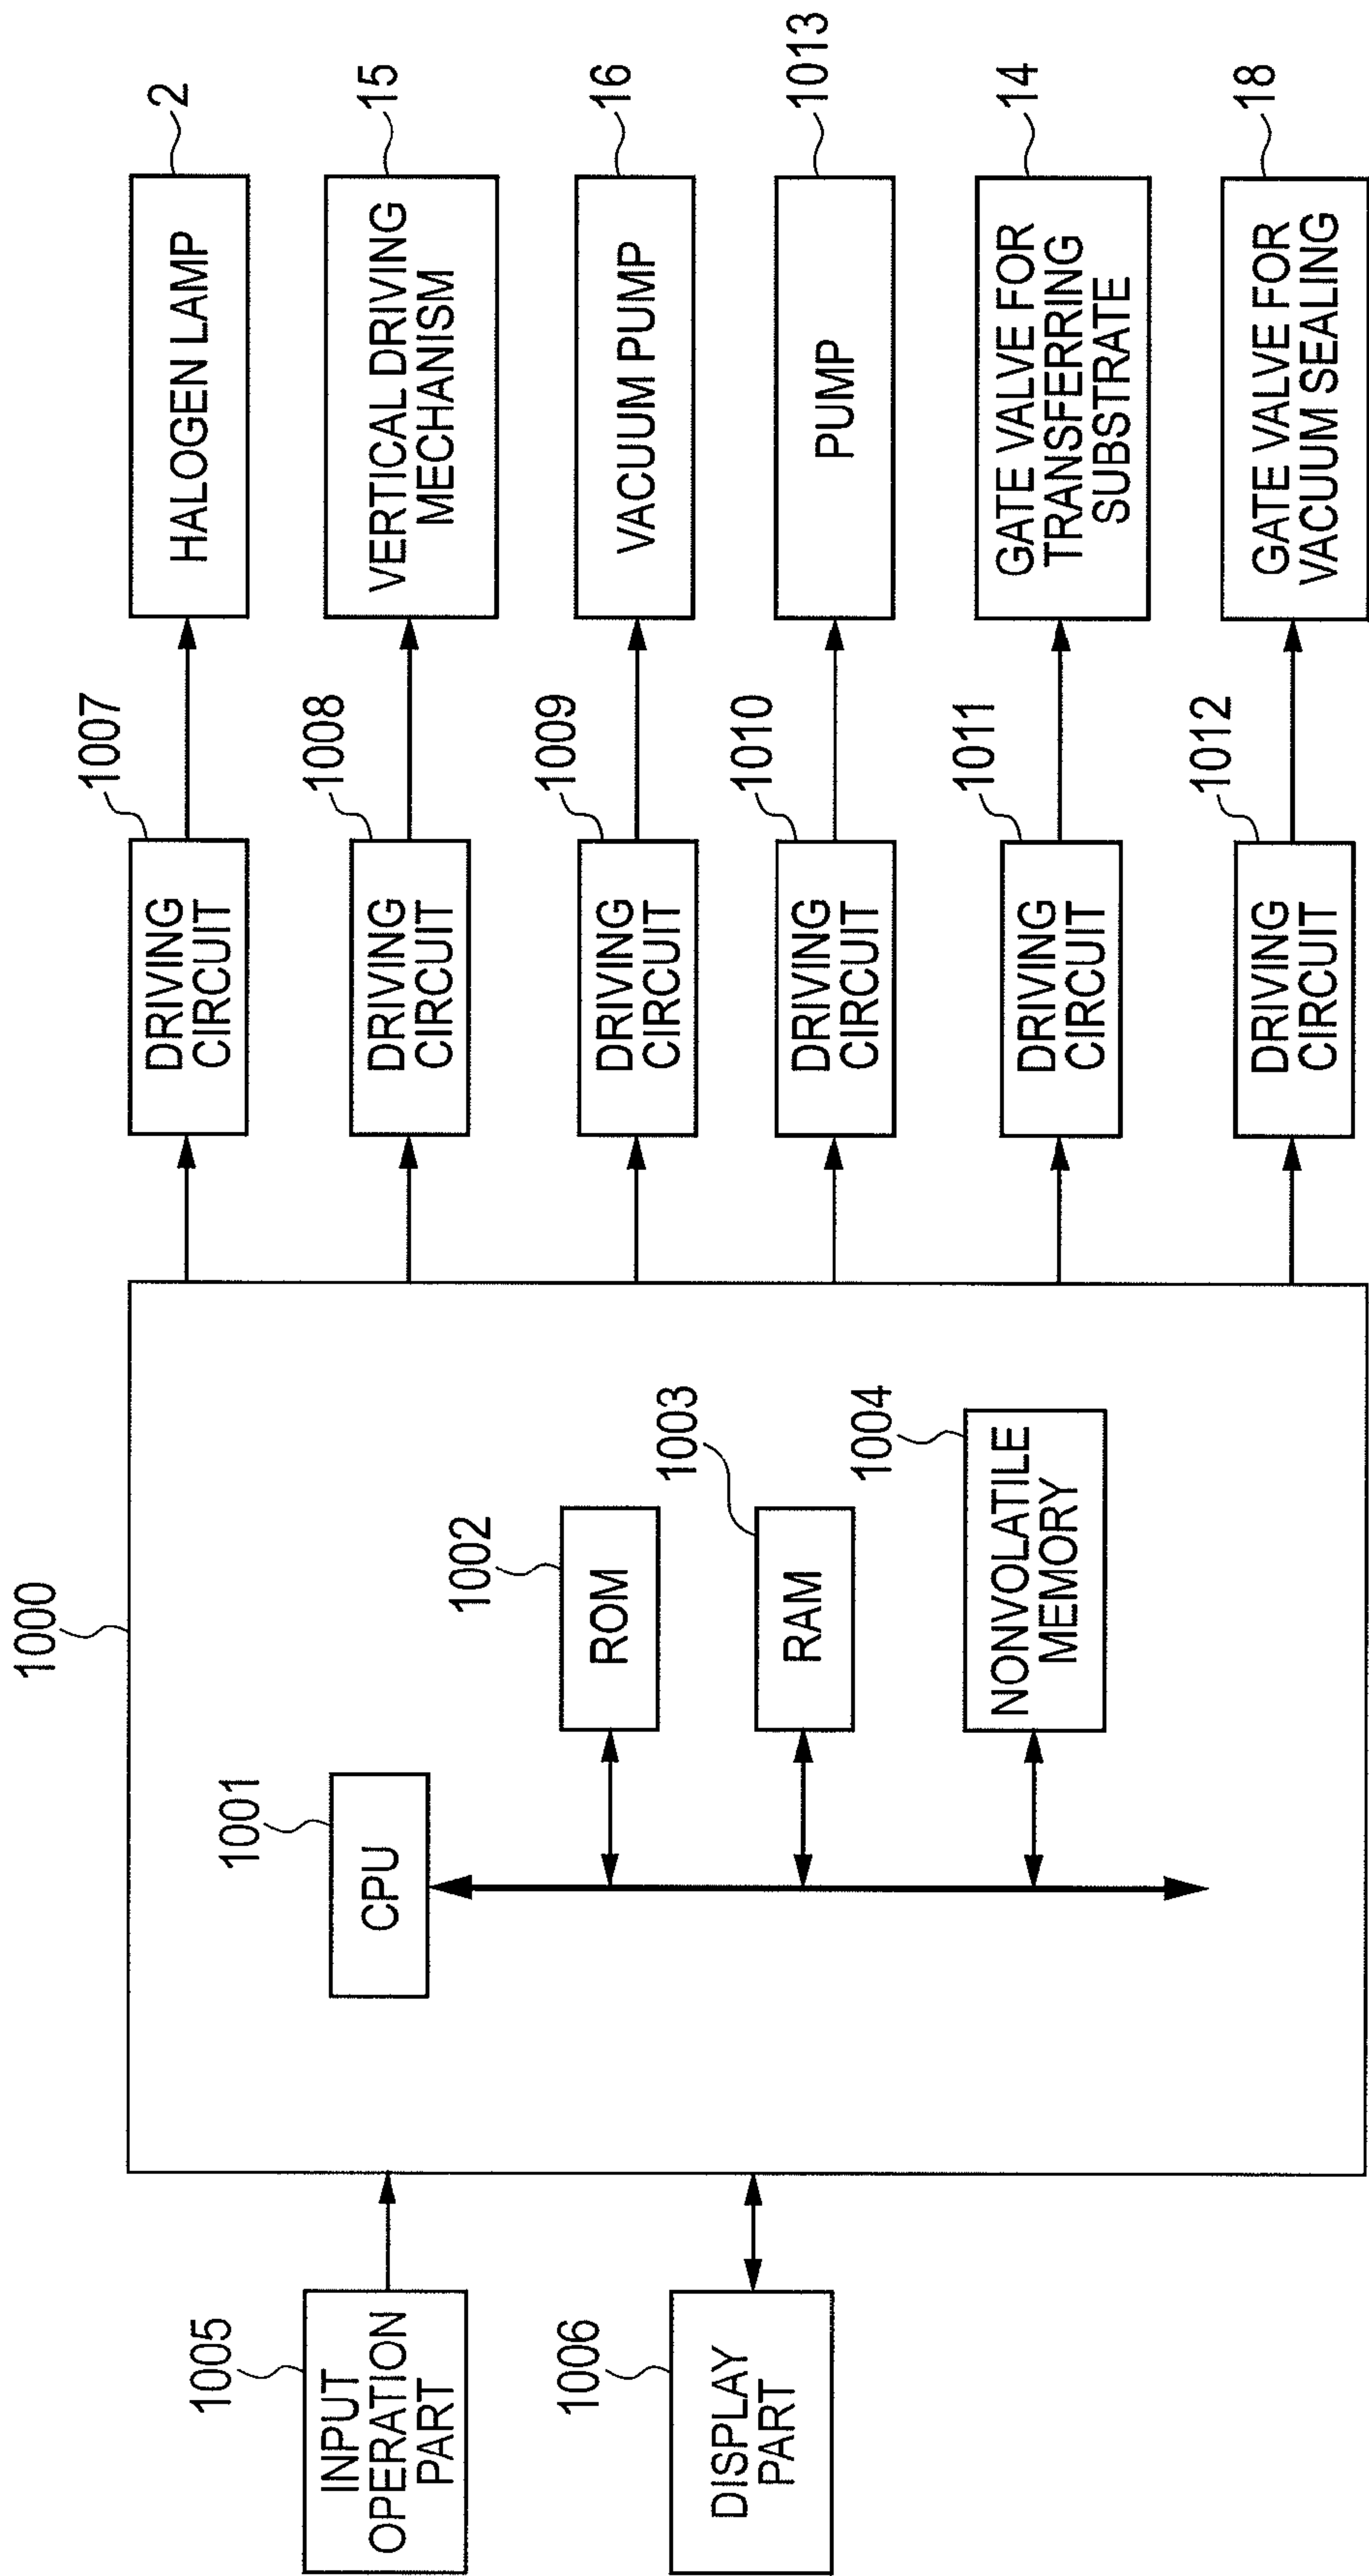 1000
1005
INPUT
OPERATION
PART
1006
DISPLAY
PART
1001
CPU
1002
ROM
1003
RAM
1004
NONVOLATILE
MEMORY
1007
DRIVING
CIRCUIT
2
HALOGEN LAMP
1008
DRIVING
CIRCUIT
15
VERTICAL DRIVING
MECHANISM
1009
DRIVING
CIRCUIT
16
VACUUM PUMP
1010
DRIVING
CIRCUIT
1013
PUMP
1011
DRIVING
CIRCUIT
14
GATE VALVE FOR
TRANSFERRING
SUBSTRATE
1012
DRIVING
CIRCUIT
18
GATE VALVE FOR
VACUUM SEALING